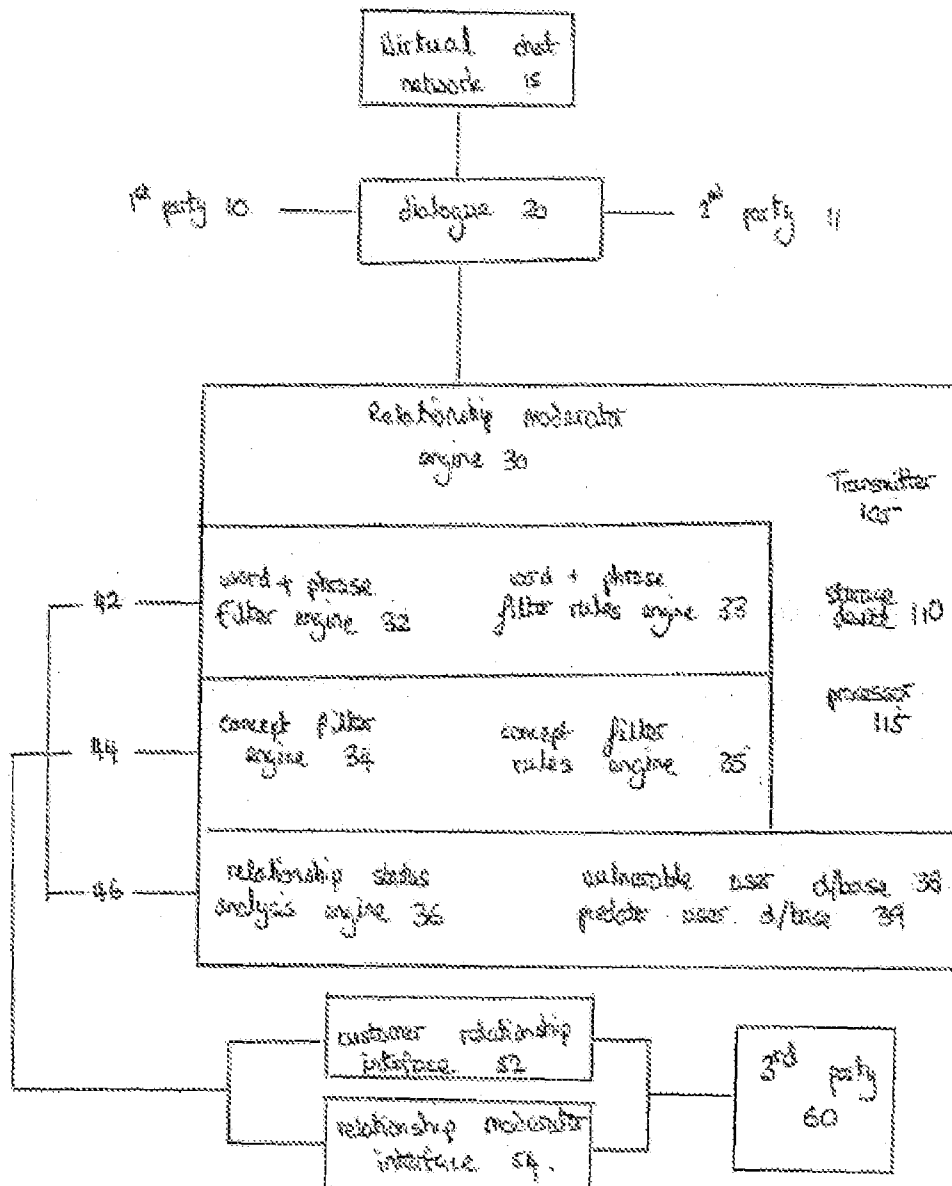 Virtual chat
network 15
1st party 10
dialogue 20
2nd party 11
Relationship moderator
engine 30
Transmitter
105
storage
device 110
processor
115
42
word + phrase
filter engine 32
word + phrase
filter rules engine 33
44
concept filter
engine 34
concept filter
rules engine 35
46
relationship status
analysis engine 36
vulnerable user d/base 38
predator user d/base 39
customer relationship
interface 52
relationship moderator
interface 54.
3rd party
60